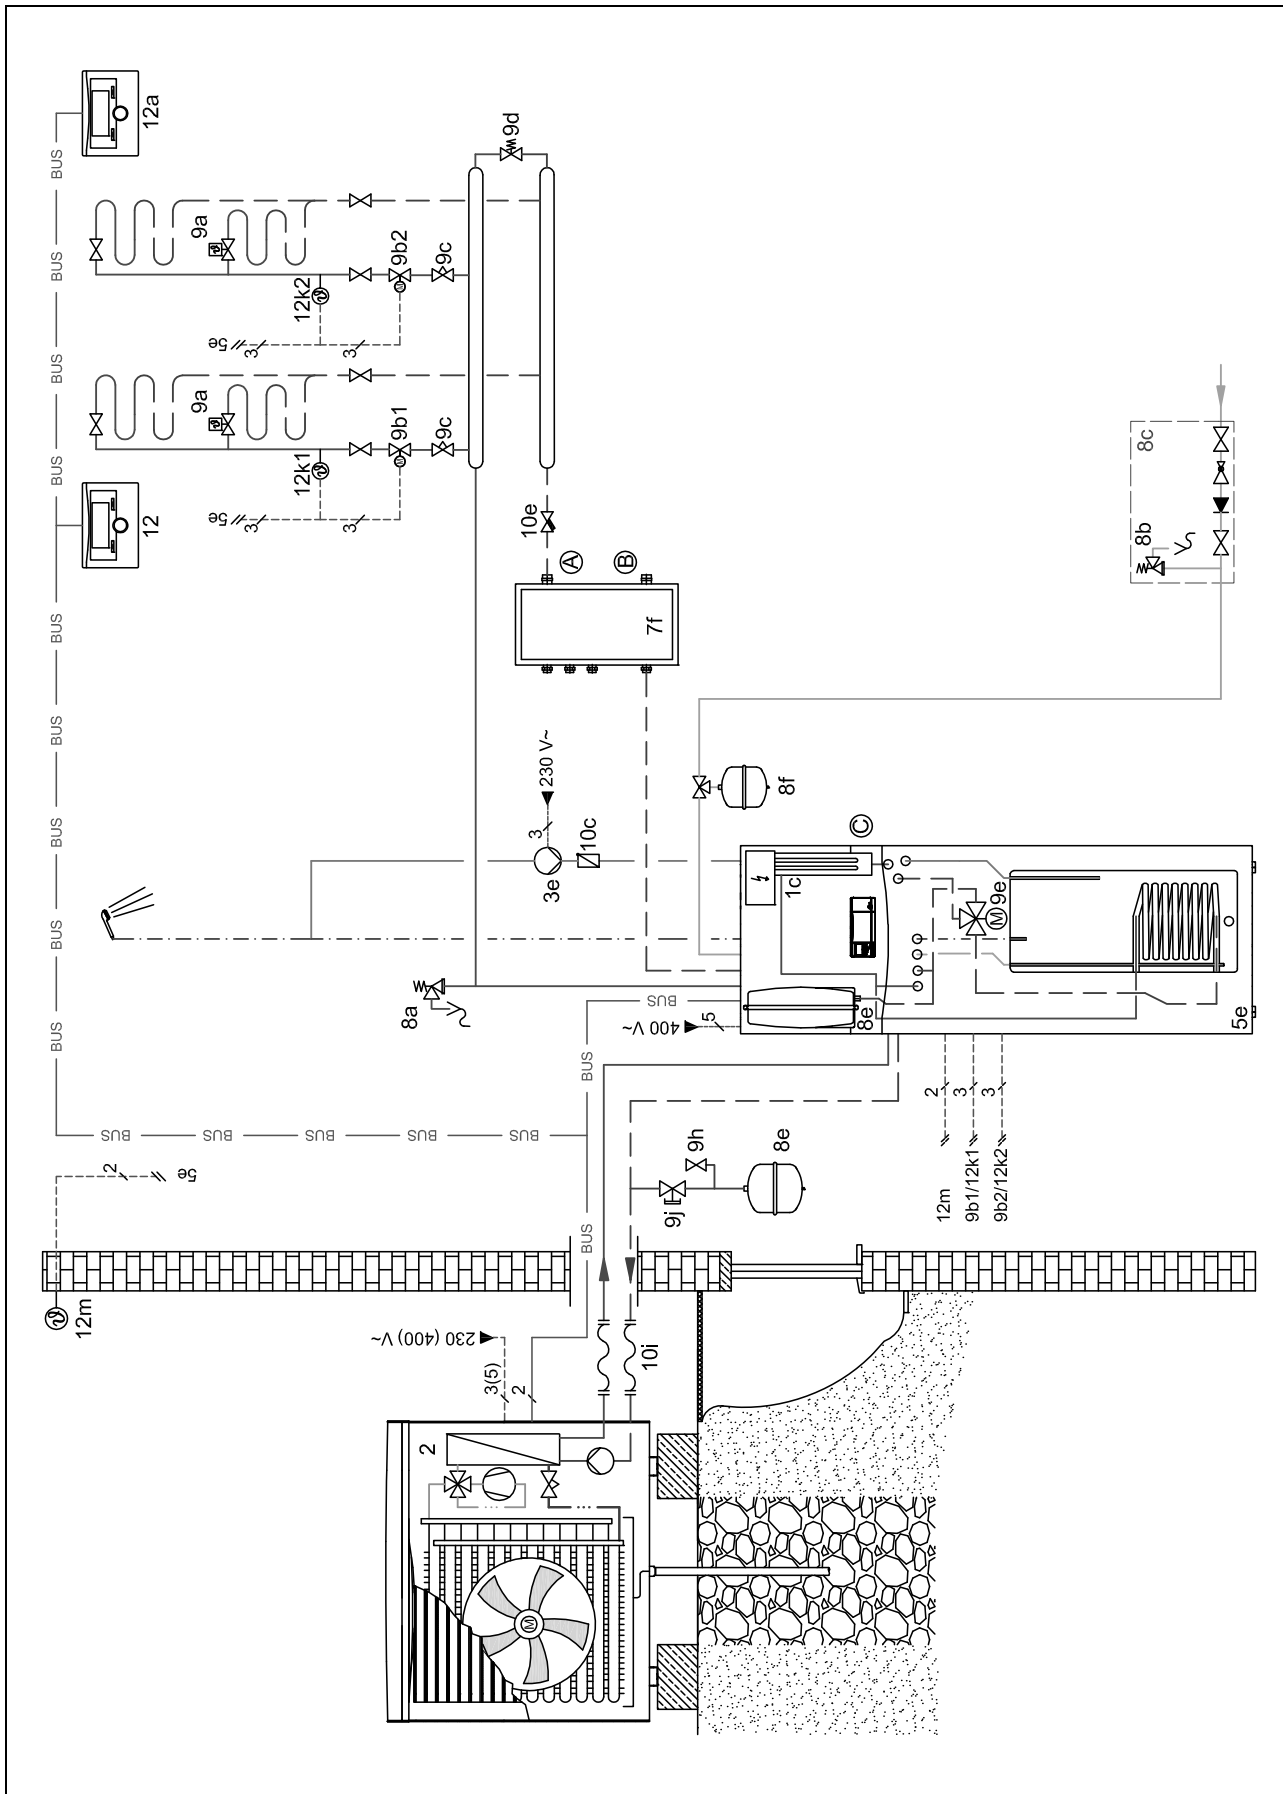 BUS
BUS
BUS
BUS
BUS
BUS
BUS
BUS
12m
2
5e
BUS
BUS
BUS
BUS
BUS
12
12a
9a
9a
5e
5e
3
3
12k1
12k2
3
3
M
9b1
M
9b2
9c
9c
8a
230 (400) V~
2
3(5)
2
M
9d
10e
3
230 V~
3e
A
10c
BUS
BUS
B
10i
7f
BUS
400 V~
5
9j
9h
8e
8f
1c
C
8e
2
12m
3
9b1/12k1
3
9b2/12k2
M
9e
8b
8c
5e